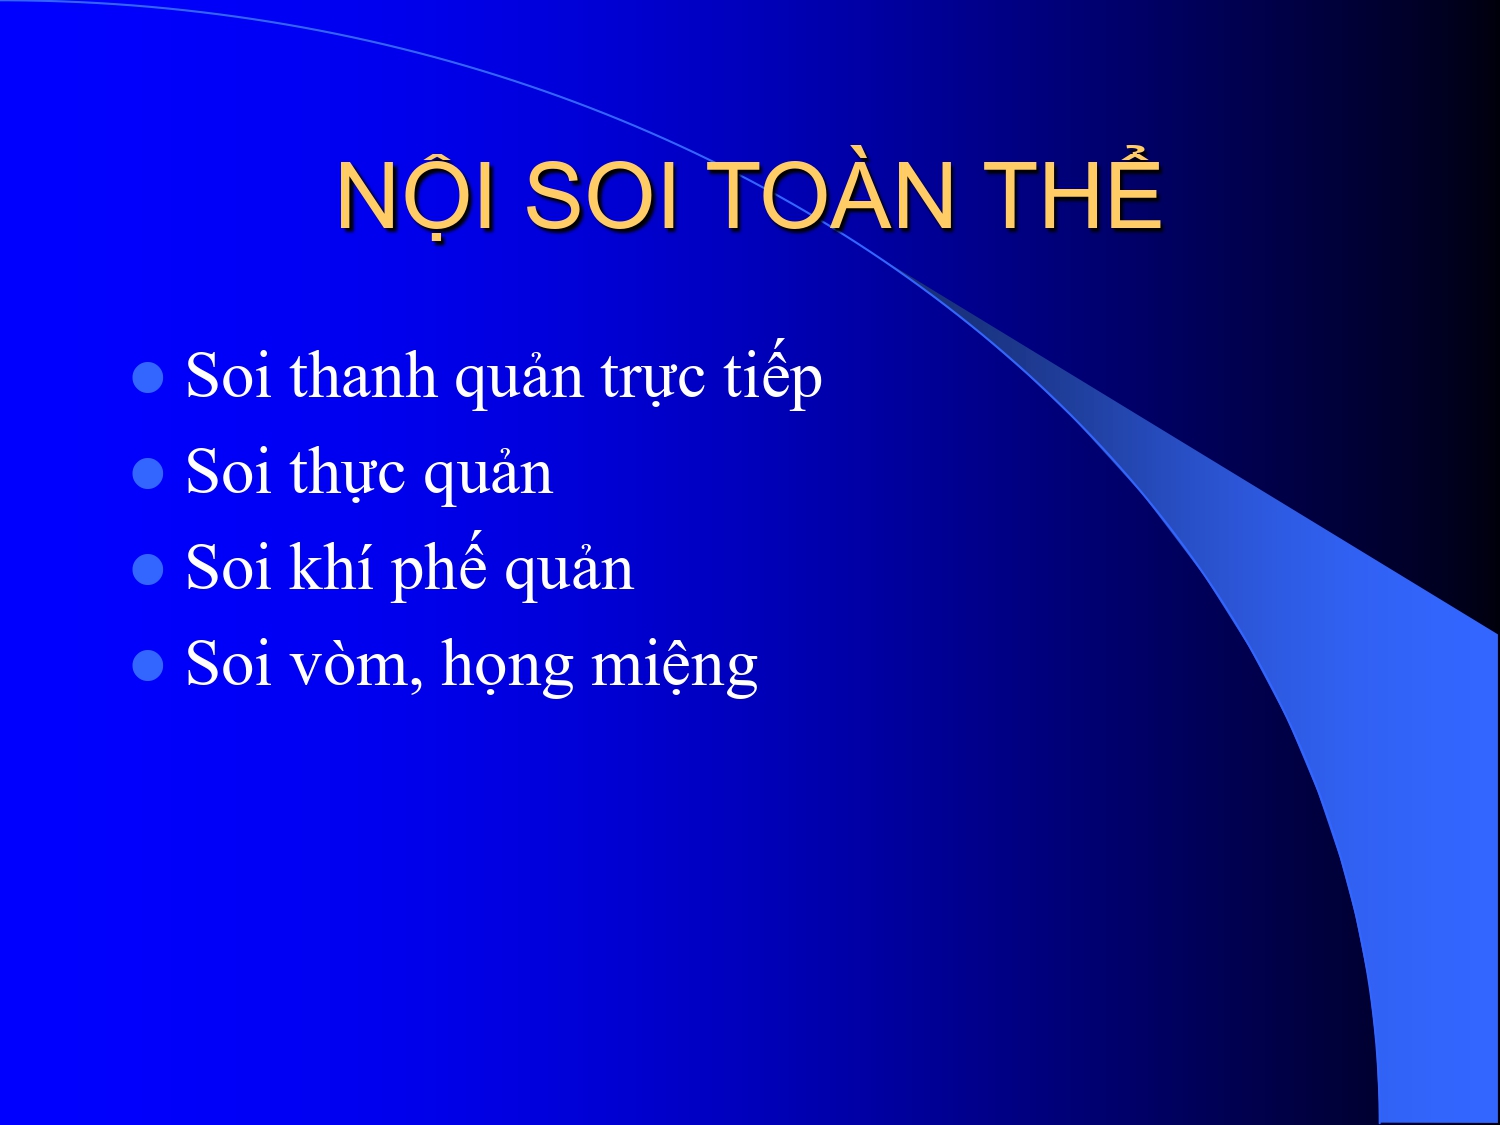 NỘI SOI TOÀN THỂ
Soi thanh quản trực tiếp
Soi thực quản
Soi khí phế quản
Soi vòm, họng miệng